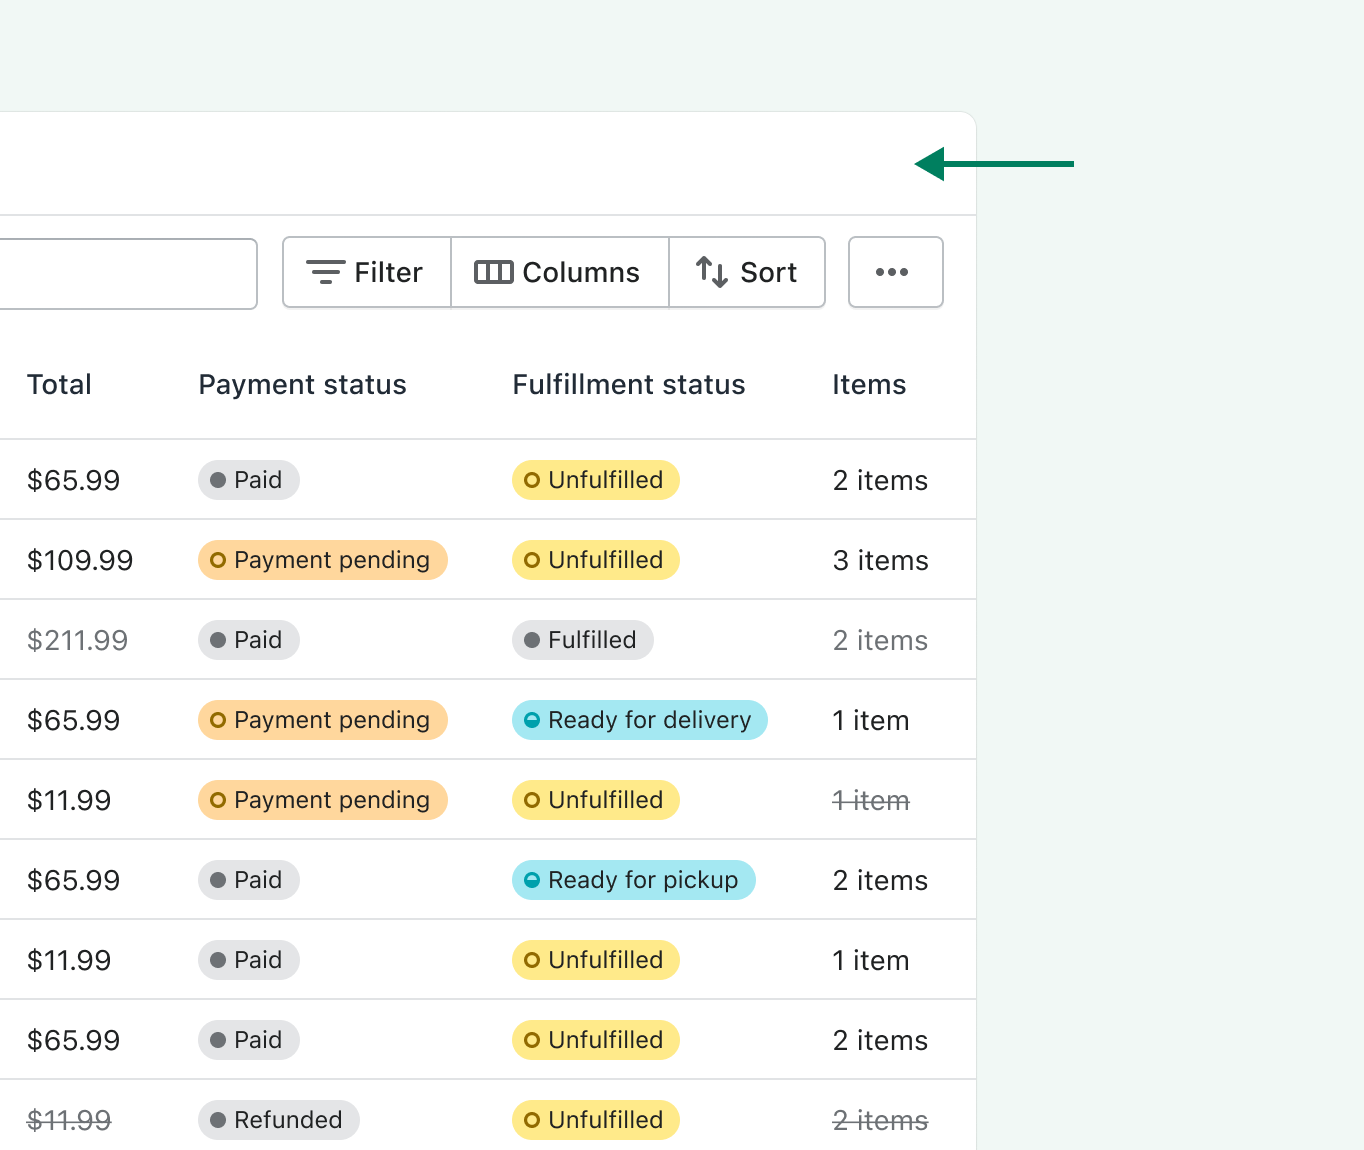 Filter Columns Sort
Total Payment status Fulfillment status Items
$65.99 Paid Unfulfilled 2 items
$109.99 Payment pending Unfulfilled 3 items
$211.99 Paid Fulfilled 2 items
$65.99 Payment pending Ready for delivery 1 item
$11.99 Payment pending Unfulfilled 1 item
$65.99 Paid Ready for pickup 2 items
$11.99 Paid Unfulfilled 1 item
$65.99 Paid Unfulfilled 2 items
$11.99 Refunded Unfulfilled 2 items